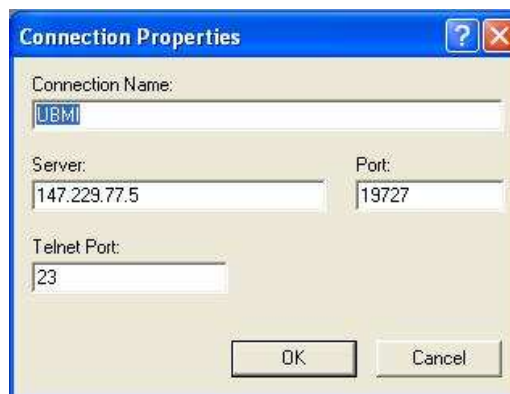 Connection Properties
Connection Name:
UBMI
Server: Port:
147.229.77.5 19727
Telnet Port:
23
OK Cancel